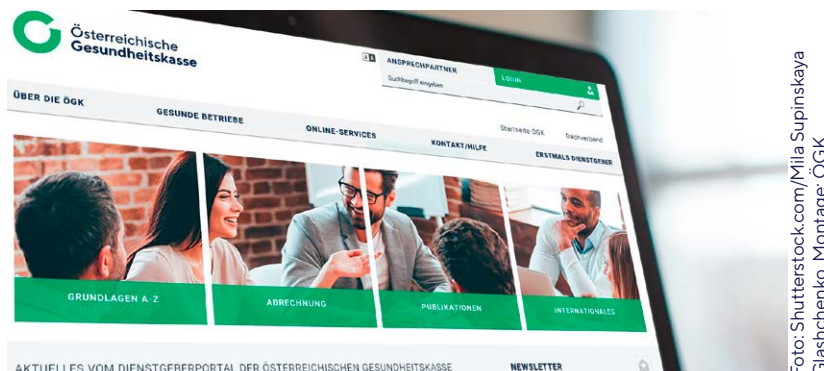 Österreichische
Gesundheitskasse
ANSPRECHPARTNER
LOGIN
Suchbegriff eingeben
Startseite ÖGK
Dachverband
ÜBER DIE ÖGK
GESUNDE BETRIEBE
ONLINE-SERVICES
KONTAKT/HILFE
ERSTMALS DIENSTGEBER
GRUNDLAGEN A-Z
ABRECHNUNG
PUBLIKATIONEN
INTERNATIONALES
AKTUELLES VOM DIENSTGEBERPORTAL DER ÖSTERREICHISCHEN GESUNDHEITSKASSE
NEWSLETTER
Foto: Shutterstock.com/Mila Supinskaya
Glashchenko, Montage: ÖGK